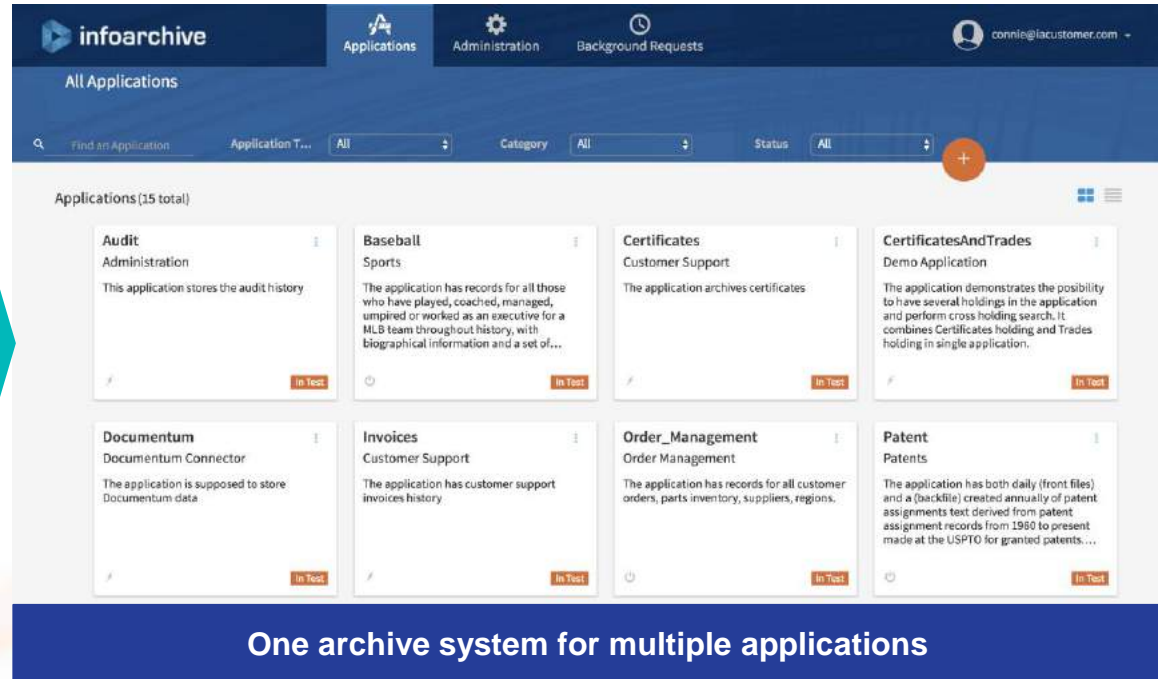 infoarchive
Applications
Administration
Background Requests
connie@iacustomer.com
All Applications
Find an Application
Application T... All
Category All
Status All
+
Applications (15 total)
Audit
Administration
This application stores the audit history
In Test
Baseball
Sports
The application has records for all those
who have played, coached, managed,
umpired or worked as an executive for a
MLB team throughout history, with
biographical information and a set of...
In Test
Certificates
Customer Support
The application archives certificates
In Test
CertificatesAndTrades
Demo Application
The application demonstrates the posibility
to have several holdings in the application
and perform cross holding search. It
combines Certificates holding and Trades
holding in single application.
In Test
Documentum
Documentum Connector
The application is supposed to store
Documentum data
In Test
Invoices
Customer Support
The application has customer support
invoices history
In Test
Order_Management
Order Management
The application has records for all customer
orders, parts inventory, suppliers, regions.
In Test
Patent
Patents
The application has both daily (front files)
and a (backfile) created annually of patent
assignments text derived from patent
assignment records from 1980 to present
made at the USPTO for granted patents....
In Test
One archive system for multiple applications